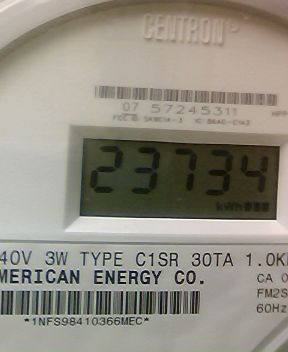 CENTRON®
07 57245311
23734
kWh
40V 3W TYPE C1SR 30TA 1.0K
MERICAN ENERGY CO.
CA 0
FM2S
60Hz
*1NFS98410366MEC*